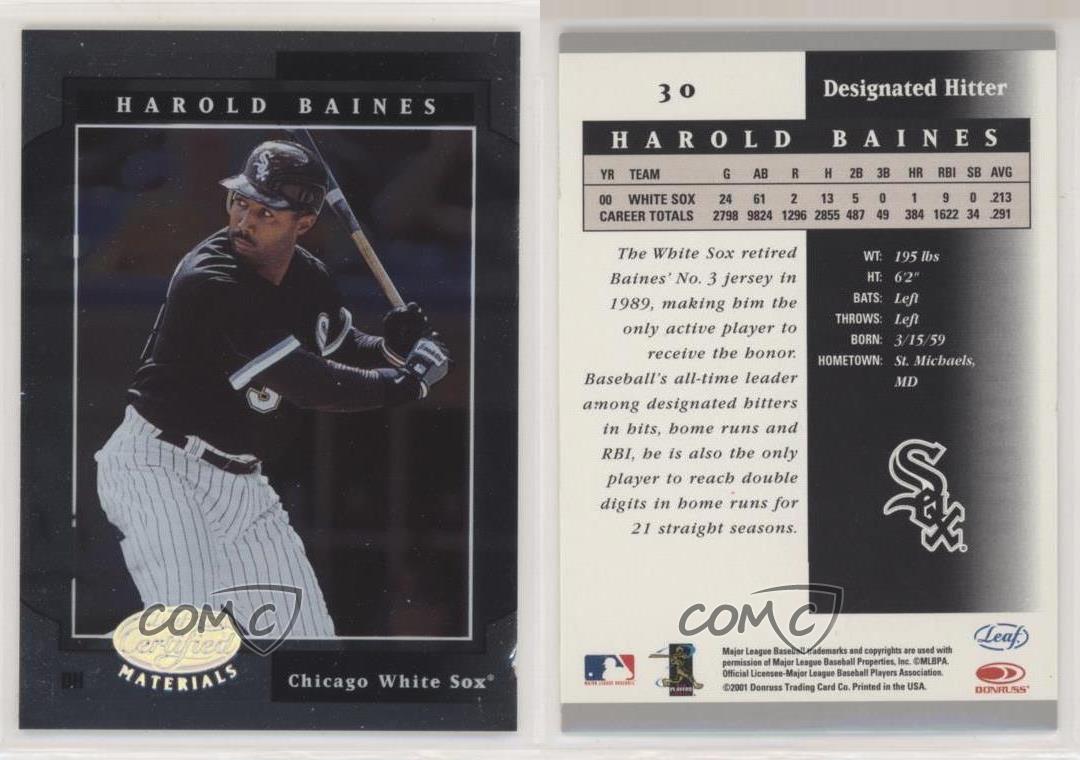 HAROLD BAINES
Sox
3
COMC
Certified
MATERIALS
DH
Chicago White Sox®
30
Designated Hitter
HAROLD BAINES
YR TEAM G AB R H 2B 3B HR RBI SB AVG
00 WHITE SOX 24 61 2 13 5 0 1 9 0 .213
CAREER TOTALS 2798 9824 1296 2855 487 49 384 1622 34 .291
The White Sox retired
Baines' No. 3 jersey in
1989, making him the
only active player to
receive the honor.
Baseball's all-time leader
among designated hitters
in hits, home runs and
RBI, he is also the only
player to reach double
digits in home runs for
21 straight seasons.
WT: 195 lbs
HT: 6'2"
BATS: Left
THROWS: Left
BORN: 3/15/59
HOMETOWN: St. Michaels,
MD
Sox
COMC
MAJOR LEAGUE BASEBALL
PLAYERS
Major League Baseball trademarks and copyrights are used with
permission of Major League Baseball Properties, Inc. ©MLBPA.
Official Licensee-Major League Baseball Players Association.
©2001 Donruss Trading Card Co. Printed in the USA.
Leaf
DONRUSS